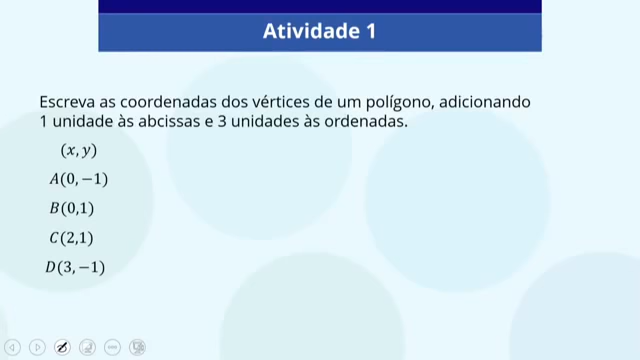 Atividade 1
Escreva as coordenadas dos vértices de um polígono, adicionando
1 unidade às abcissas e 3 unidades às ordenadas.
(x, y)
A(0, −1)
B(0,1)
C(2,1)
D(3, −1)